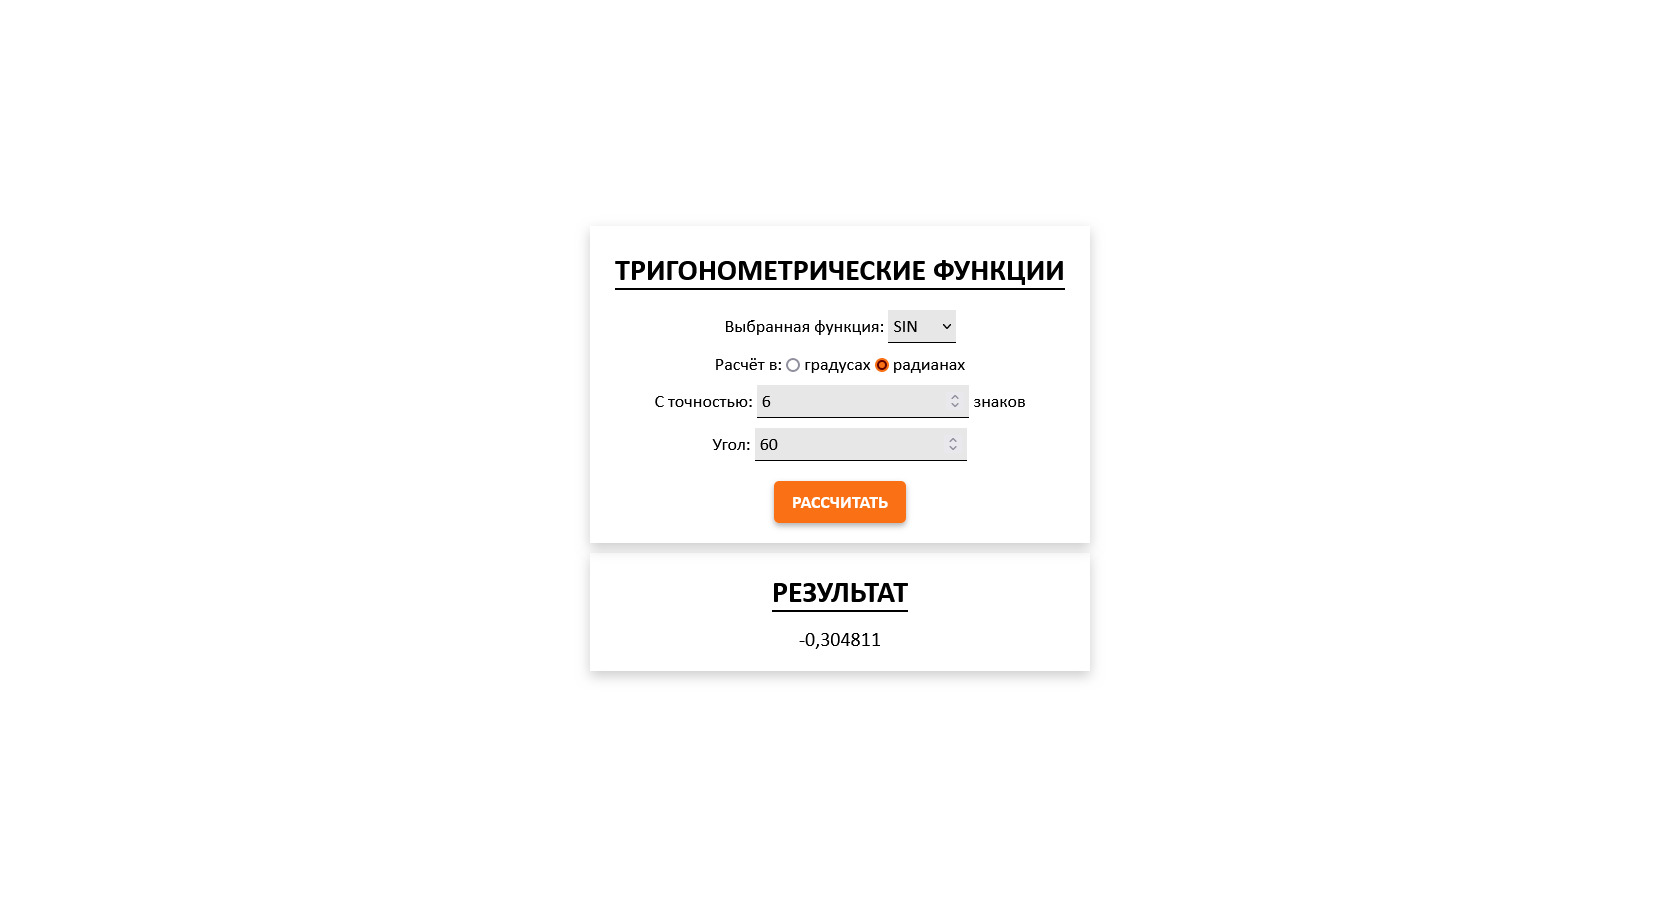 ТРИГОНОМЕТРИЧЕСКИЕ ФУНКЦИИ
Выбранная функция: SIN
Расчёт в: градусах радианах
С точностью: 6 знаков
Угол: 60
РАССЧИТАТЬ
РЕЗУЛЬТАТ
-0,304811